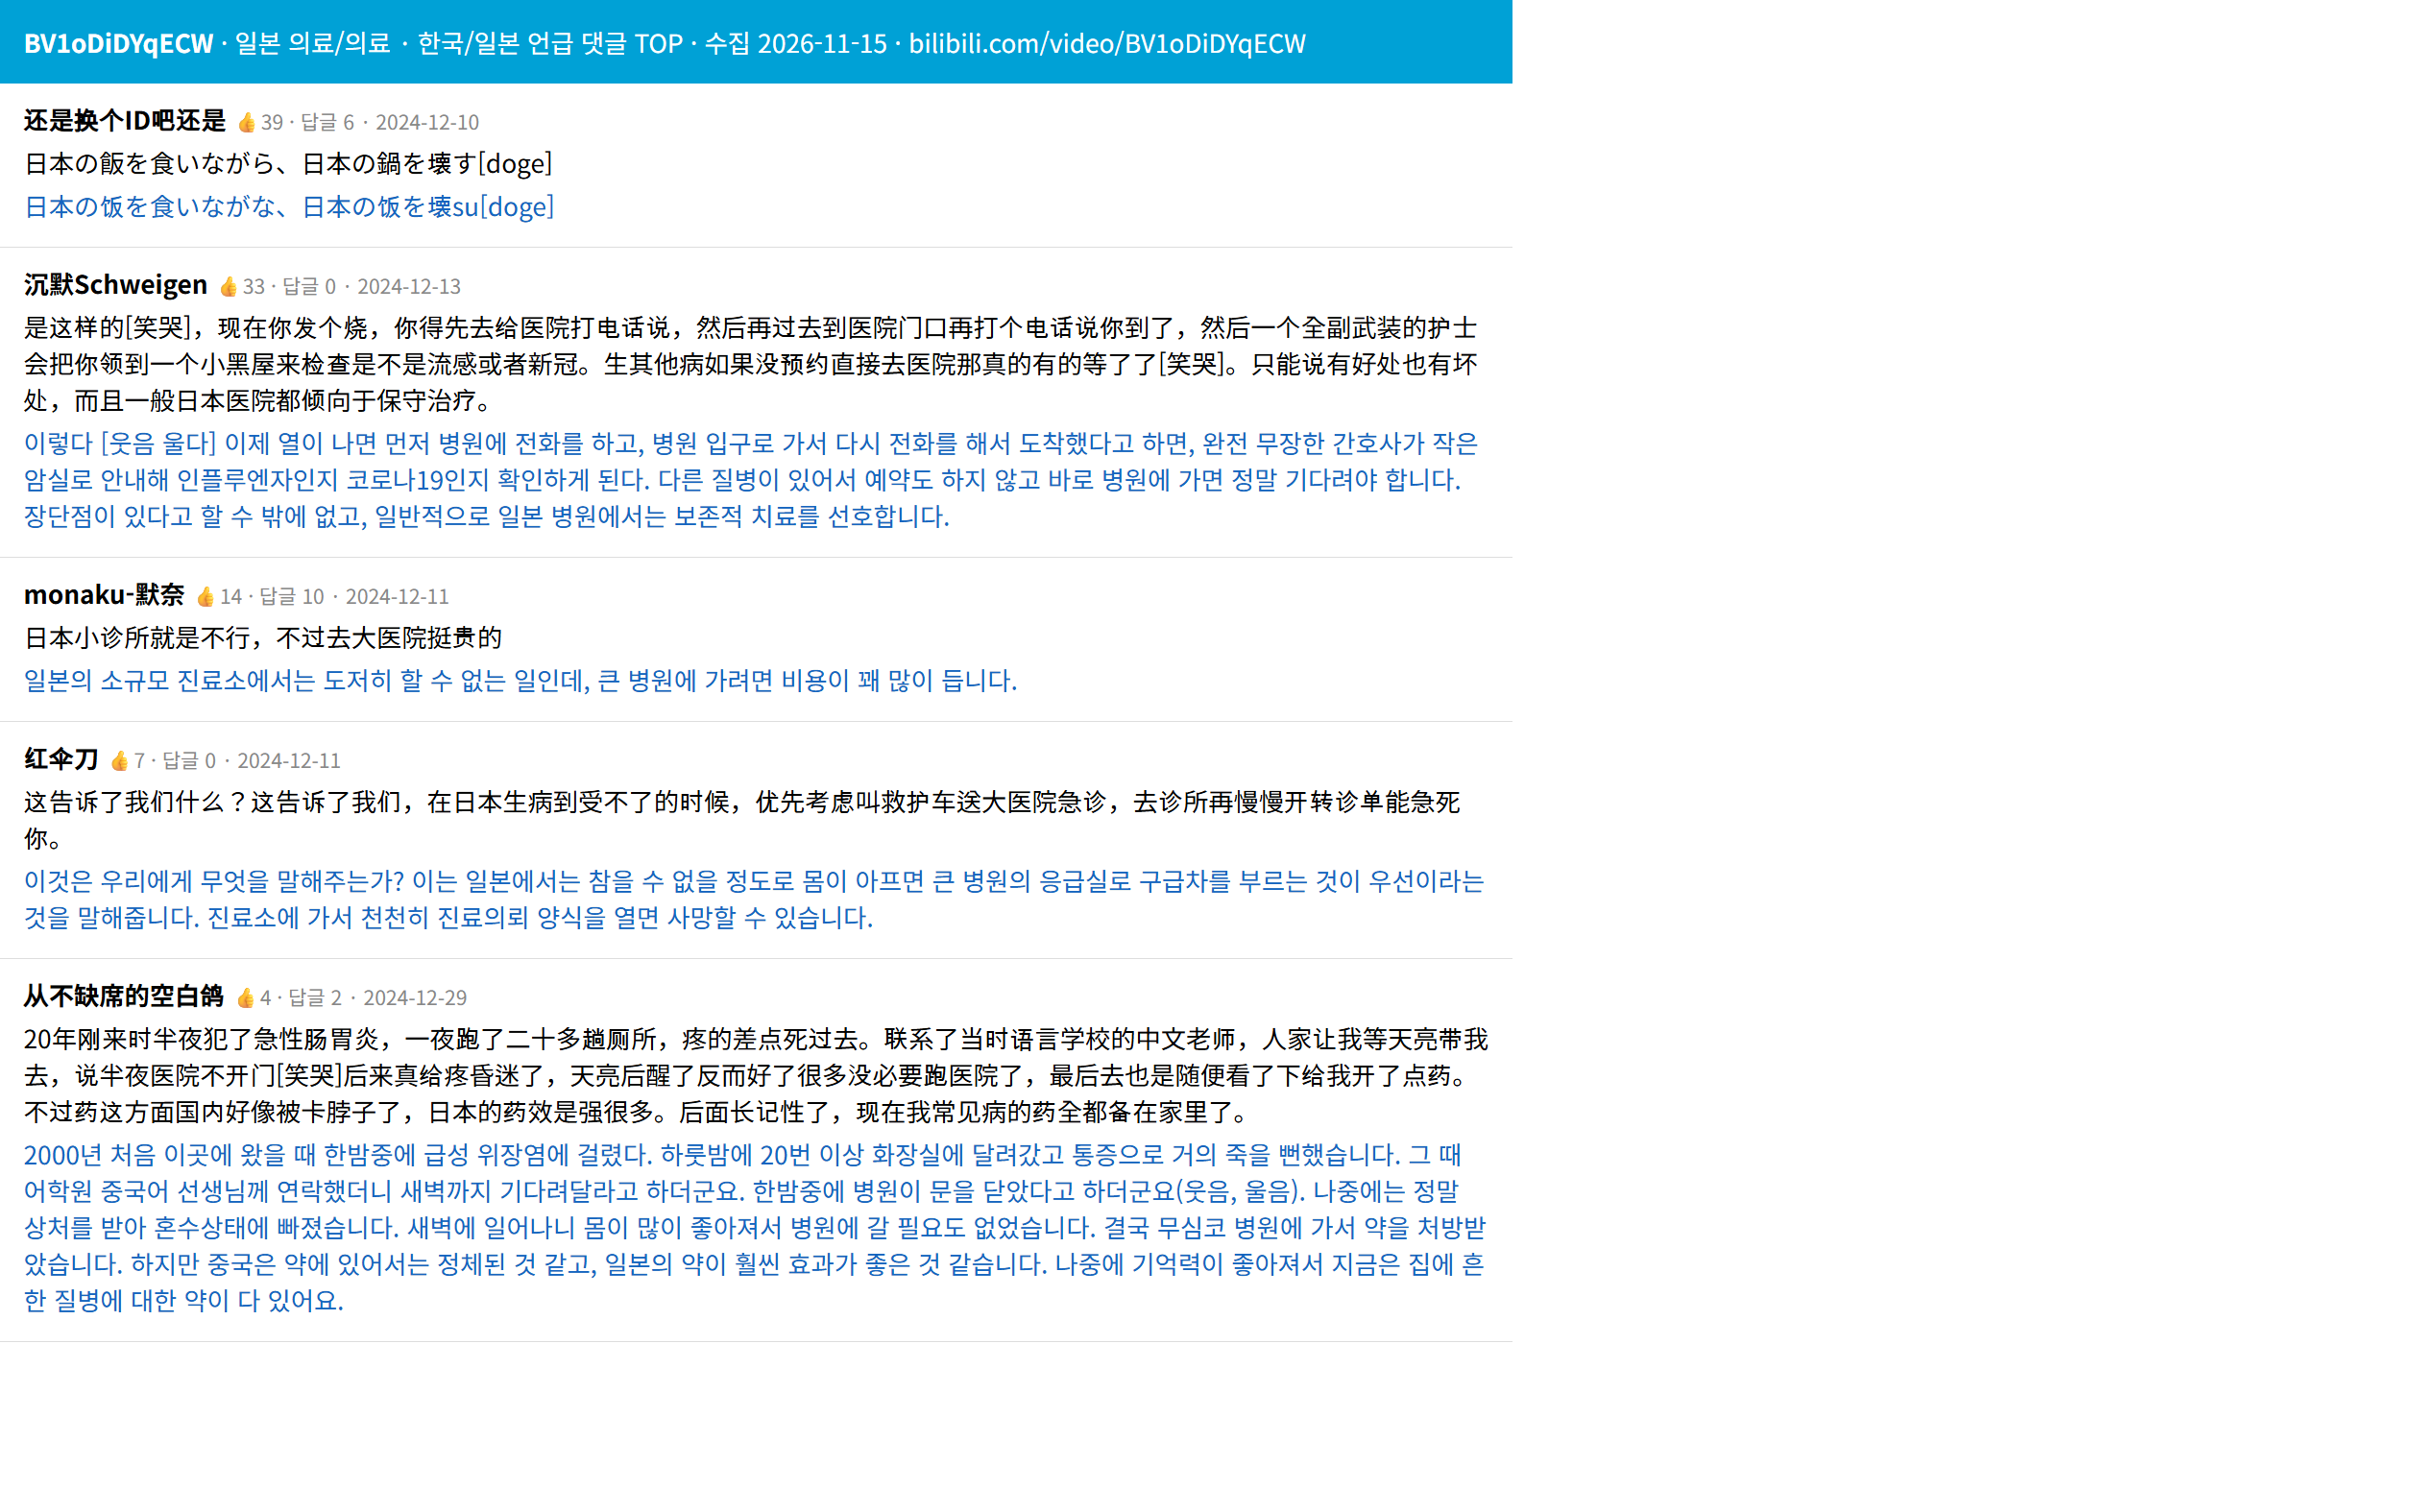 BV1oDiDYqECW · 일본 의료/의료 · 한국/일본 언급 댓글 TOP · 수집 2026-11-15 · bilibili.com/video/BV1oDiDYqECW
还是换个ID吧还是 👍39 · 답글 6 · 2024-12-10
日本の飯を食いながら、日本の鍋を壊す[doge]
日本の饭を食いながな、日本の饭を壊su[doge]
沉默Schweigen 👍33 · 답글 0 · 2024-12-13
是这样的[笑哭]，现在你发个烧，你得先去给医院打电话说，然后再过去到医院门口再打个电话说你到了，然后一个全副武装的护士
会把你领到一个小黑屋来检查是不是流感或者新冠。生其他病如果没预约直接去医院那真的有的等了了[笑哭]。只能说有好处也有坏
处，而且一般日本医院都倾向于保守治疗。
이렇다 [웃음 울다] 이제 열이 나면 먼저 병원에 전화를 하고, 병원 입구로 가서 다시 전화를 해서 도착했다고 하면, 완전 무장한 간호사가 작은
암실로 안내해 인플루엔자인지 코로나19인지 확인하게 된다. 다른 질병이 있어서 예약도 하지 않고 바로 병원에 가면 정말 기다려야 합니다.
장단점이 있다고 할 수 밖에 없고, 일반적으로 일본 병원에서는 보존적 치료를 선호합니다.
monaku-默奈 👍14 · 답글 10 · 2024-12-11
日本小诊所就是不行，不过去大医院挺贵的
일본의 소규모 진료소에서는 도저히 할 수 없는 일인데, 큰 병원에 가려면 비용이 꽤 많이 듭니다.
红伞刀 👍7 · 답글 0 · 2024-12-11
这告诉了我们什么？这告诉了我们，在日本生病到受不了的时候，优先考虑叫救护车送大医院急诊，去诊所再慢慢开转诊单能急死
你。
이것은 우리에게 무엇을 말해주는가? 이는 일본에서는 참을 수 없을 정도로 몸이 아프면 큰 병원의 응급실로 구급차를 부르는 것이 우선이라는
것을 말해줍니다. 진료소에 가서 천천히 진료의뢰 양식을 열면 사망할 수 있습니다.
从不缺席的空白鸽 👍4 · 답글 2 · 2024-12-29
20年刚来时半夜犯了急性肠胃炎，一夜跑了二十多趟厕所，疼的差点死过去。联系了当时语言学校的中文老师，人家让我等天亮带我
去，说半夜医院不开门[笑哭]后来真给疼昏迷了，天亮后醒了反而好了很多没必要跑医院了，最后去也是随便看了下给我开了点药。
不过药这方面国内好像被卡脖子了，日本的药效是强很多。后面长记性了，现在我常见病的药全都备在家里了。
2000년 처음 이곳에 왔을 때 한밤중에 급성 위장염에 걸렸다. 하룻밤에 20번 이상 화장실에 달려갔고 통증으로 거의 죽을 뻔했습니다. 그 때
어학원 중국어 선생님께 연락했더니 새벽까지 기다려달라고 하더군요. 한밤중에 병원이 문을 닫았다고 하더군요(웃음, 울음). 나중에는 정말
상처를 받아 혼수상태에 빠졌습니다. 새벽에 일어나니 몸이 많이 좋아져서 병원에 갈 필요도 없었습니다. 결국 무심코 병원에 가서 약을 처방받
았습니다. 하지만 중국은 약에 있어서는 정체된 것 같고, 일본의 약이 훨씬 효과가 좋은 것 같습니다. 나중에 기억력이 좋아져서 지금은 집에 흔
한 질병에 대한 약이 다 있어요.